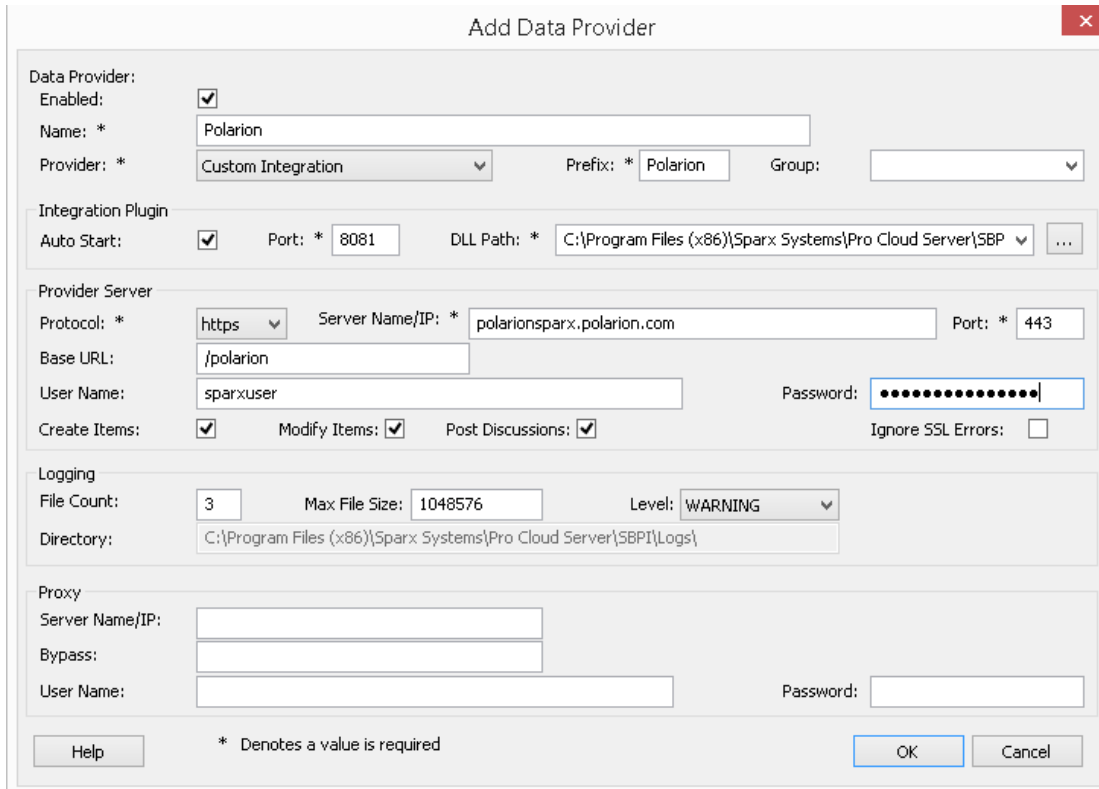 Add Data Provider
Data Provider:
Enabled:
Name: * Polarion
Provider: * Custom Integration Prefix: * Polarion Group:
Integration Plugin
Auto Start: Port: * 8081 DLL Path: * C:\Program Files (x86)\Sparx Systems\Pro Cloud Server\SBP ...
Provider Server
Protocol: * https Server Name/IP: * polarionsparx.polarion.com Port: * 443
Base URL: /polarion
User Name: sparxuser Password: ●●●●●●●●●●●●●●●
Create Items: Modify Items: Post Discussions: Ignore SSL Errors:
Logging
File Count: 3 Max File Size: 1048576 Level: WARNING
Directory: C:\Program Files (x86)\Sparx Systems\Pro Cloud Server\SBPI\Logs\
Proxy
Server Name/IP:
Bypass:
User Name: Password:
Help * Denotes a value is required OK Cancel